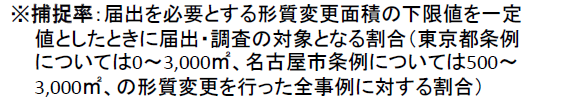 ※捕捉率：届出を必要とする形質変更面積の下限値を一定
値としたときに届出・調査の対象となる割合（東京都条例
については0～3,000㎡、名古屋市条例については500～
3,000㎡、の形質変更を行った全事例に対する割合）